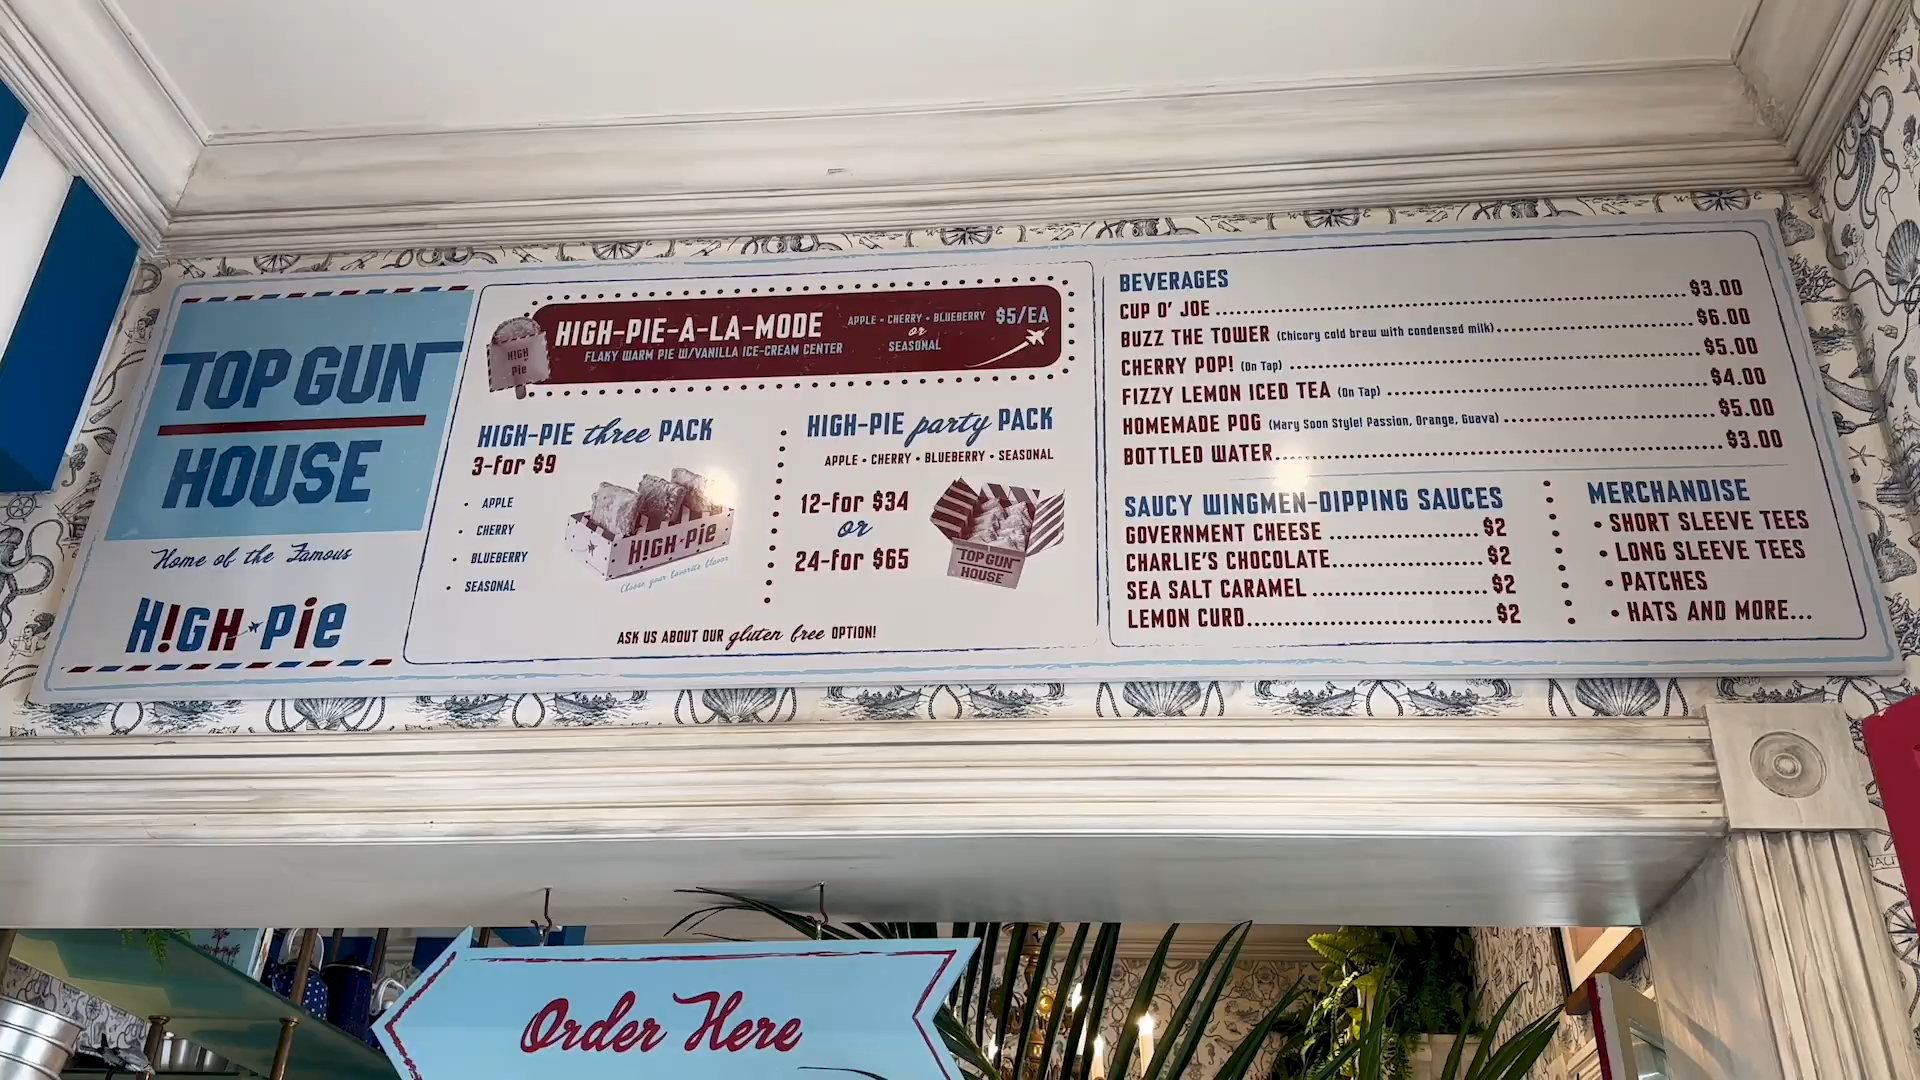 TOP GUN
HOUSE
Home of the Famous
H!GH Pie
HIGH
Pie
HIGH-PIE-A-LA-MODE
FLAKY WARM PIE W/VANILLA ICE-CREAM CENTER
APPLE • CHERRY • BLUEBERRY
or
SEASONAL
$5/EA
HIGH-PIE three PACK
3-for $9
• APPLE
• CHERRY
• BLUEBERRY
• SEASONAL
H!GH-Pie
Choose your favorite flavor
HIGH-PIE party PACK
APPLE • CHERRY • BLUEBERRY • SEASONAL
12-for $34
or
24-for $65
TOP GUN
HOUSE
ASK US ABOUT OUR gluten free OPTION!
BEVERAGES
CUP O' JOE $3.00
BUZZ THE TOWER (Chicory cold brew with condensed milk) $6.00
CHERRY POP! (On Tap) $5.00
FIZZY LEMON ICED TEA (On Tap) $4.00
HOMEMADE POG (Mary Soon Style! Passion, Orange, Guava) $5.00
BOTTLED WATER $3.00
SAUCY WINGMEN-DIPPING SAUCES
GOVERNMENT CHEESE $2
CHARLIE'S CHOCOLATE $2
SEA SALT CARAMEL $2
LEMON CURD $2
MERCHANDISE
• SHORT SLEEVE TEES
• LONG SLEEVE TEES
• PATCHES
• HATS AND MORE...
Order Here